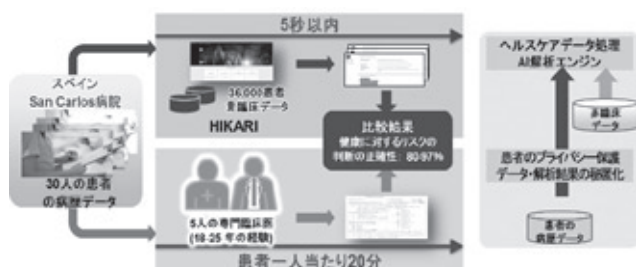 スペイン
San Carlos病院
30人の患者
の病歴データ
5秒以内
36,000患者
非臨床データ
HIKARI
比較結果
健康に対するリスクの
判断の正確性：80-97%
5人の専門臨床医
(18-25年の経験)
患者一人当たり20分
ヘルスケアデータ処理
AI解析エンジン
非臨床
データ
患者のプライバシー保護
データ・解析結果の秘匿化
患者の
病歴データ